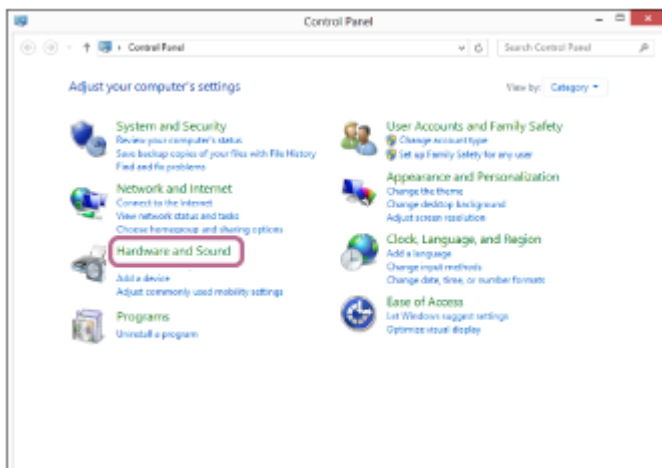 Control Panel
Control Panel
Search Control Panel
Adjust your computer's settings
View by: Category
System and Security
Review your computer's status
Save backup copies of your files with File History
Find and fix problems
Network and Internet
Connect to the Internet
View network status and tasks
Choose homegroup and sharing options
Hardware and Sound
Add a device
Adjust commonly used mobility settings
Programs
Uninstall a program
User Accounts and Family Safety
Change account type
Set up Family Safety for any user
Appearance and Personalization
Change the theme
Change desktop background
Adjust screen resolution
Clock, Language, and Region
Add a language
Change input methods
Change date, time, or number formats
Ease of Access
Let Windows suggest settings
Optimize visual display